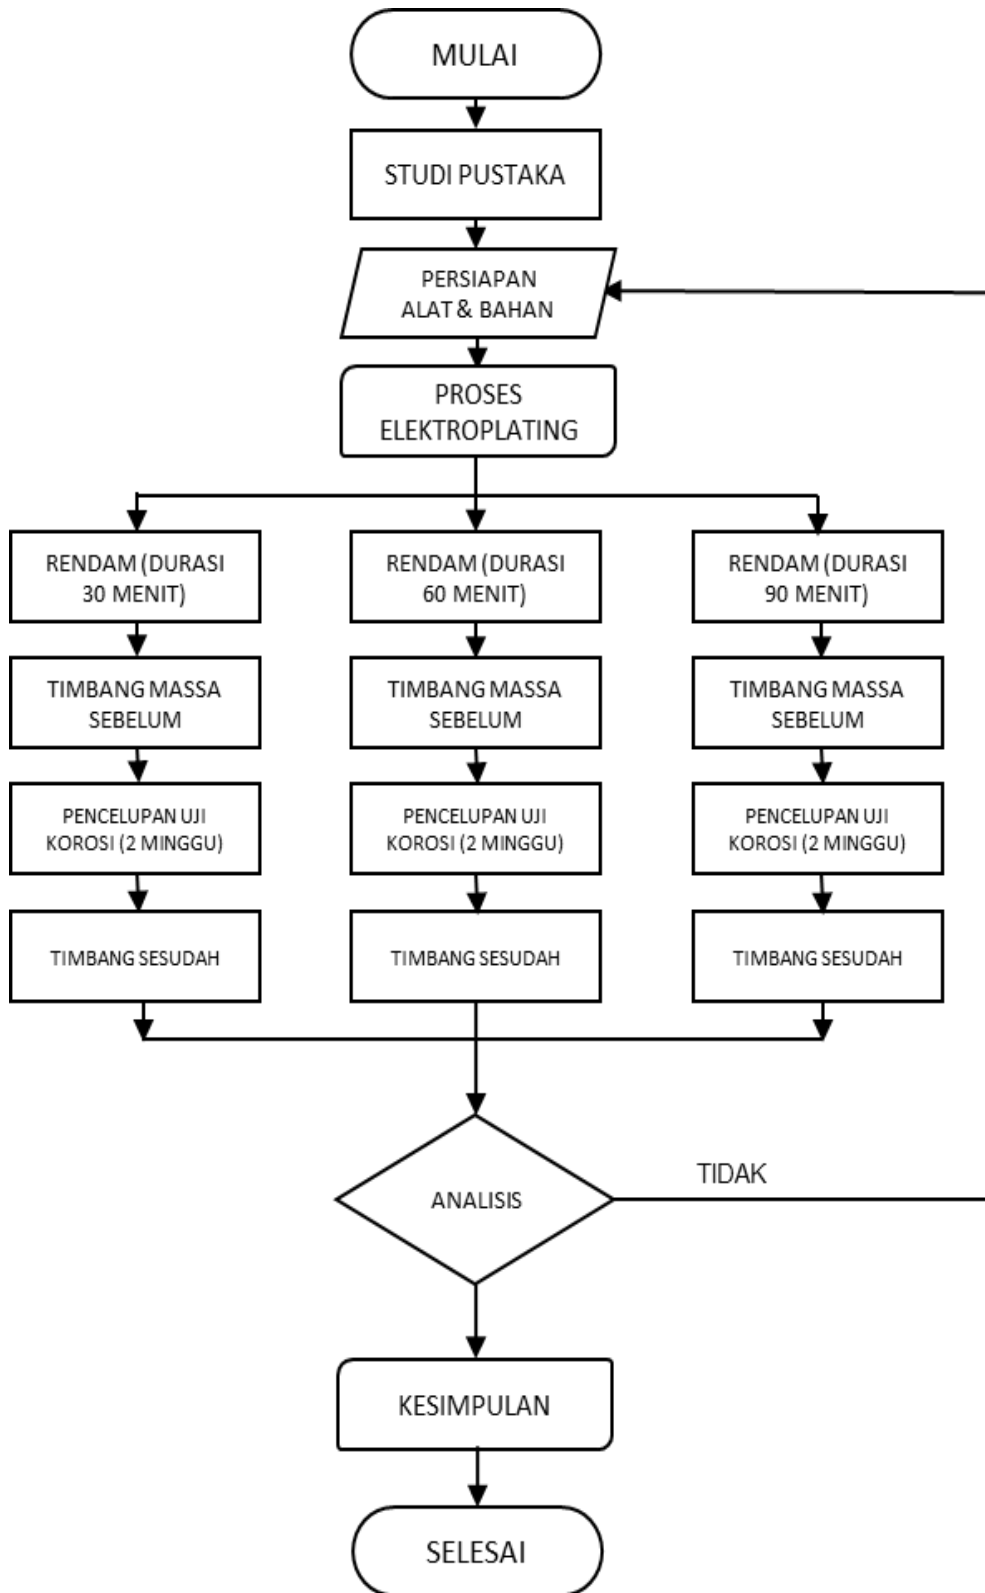 MULAI
STUDI PUSTAKA
PERSIAPAN
ALAT & BAHAN
PROSES
ELEKTROPLATING
RENDAM (DURASI
30 MENIT)
RENDAM (DURASI
60 MENIT)
RENDAM (DURASI
90 MENIT)
TIMBANG MASSA
SEBELUM
TIMBANG MASSA
SEBELUM
TIMBANG MASSA
SEBELUM
PENCELUPAN UJI
KOROSI (2 MINGGU)
PENCELUPAN UJI
KOROSI (2 MINGGU)
PENCELUPAN UJI
KOROSI (2 MINGGU)
TIMBANG SESUDAH
TIMBANG SESUDAH
TIMBANG SESUDAH
TIDAK
ANALISIS
KESIMPULAN
SELESAI